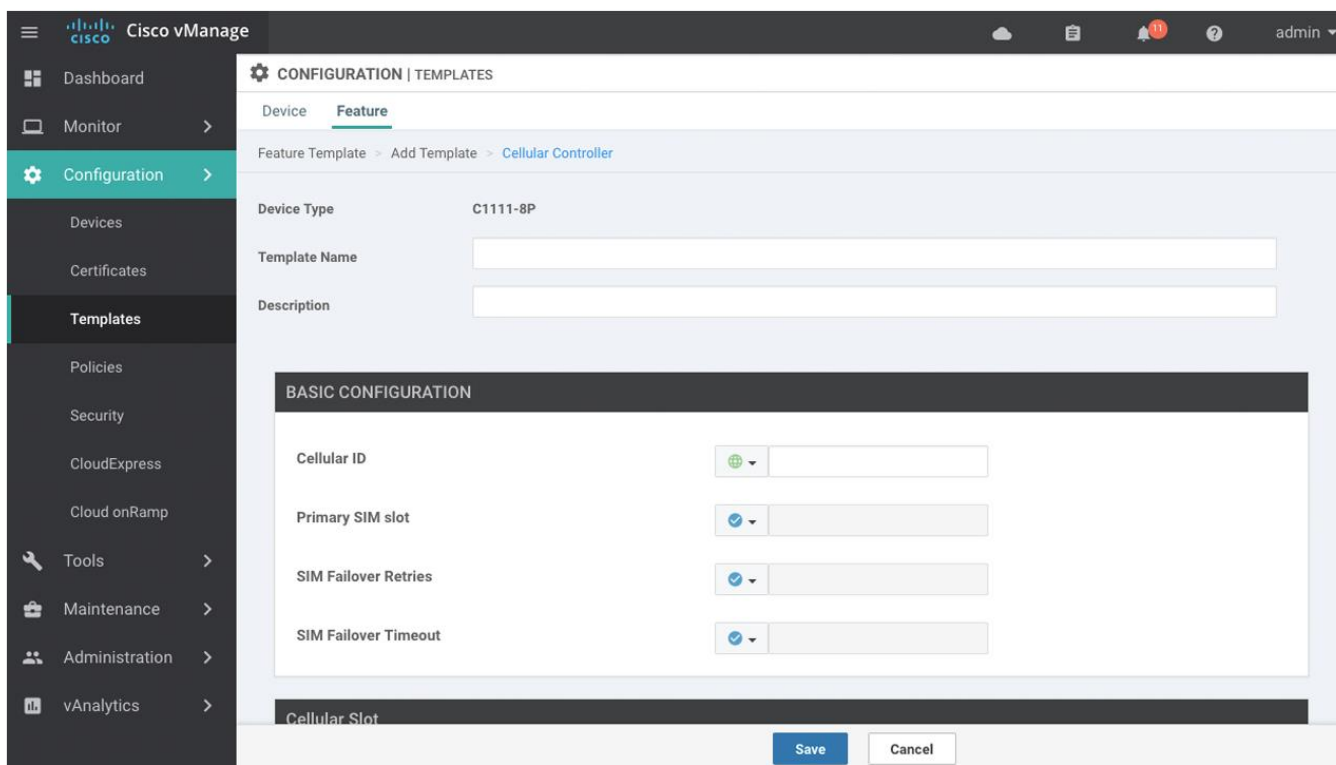 CISCO Cisco vManage 11 admin
Dashboard
Monitor
Configuration
Devices
Certificates
Templates
Policies
Security
CloudExpress
Cloud onRamp
Tools
Maintenance
Administration
vAnalytics
CONFIGURATION | TEMPLATES
Device Feature
Feature Template > Add Template > Cellular Controller
Device Type C1111-8P
Template Name
Description
BASIC CONFIGURATION
Cellular ID
Primary SIM slot
SIM Failover Retries
SIM Failover Timeout
Cellular Slot
Save Cancel